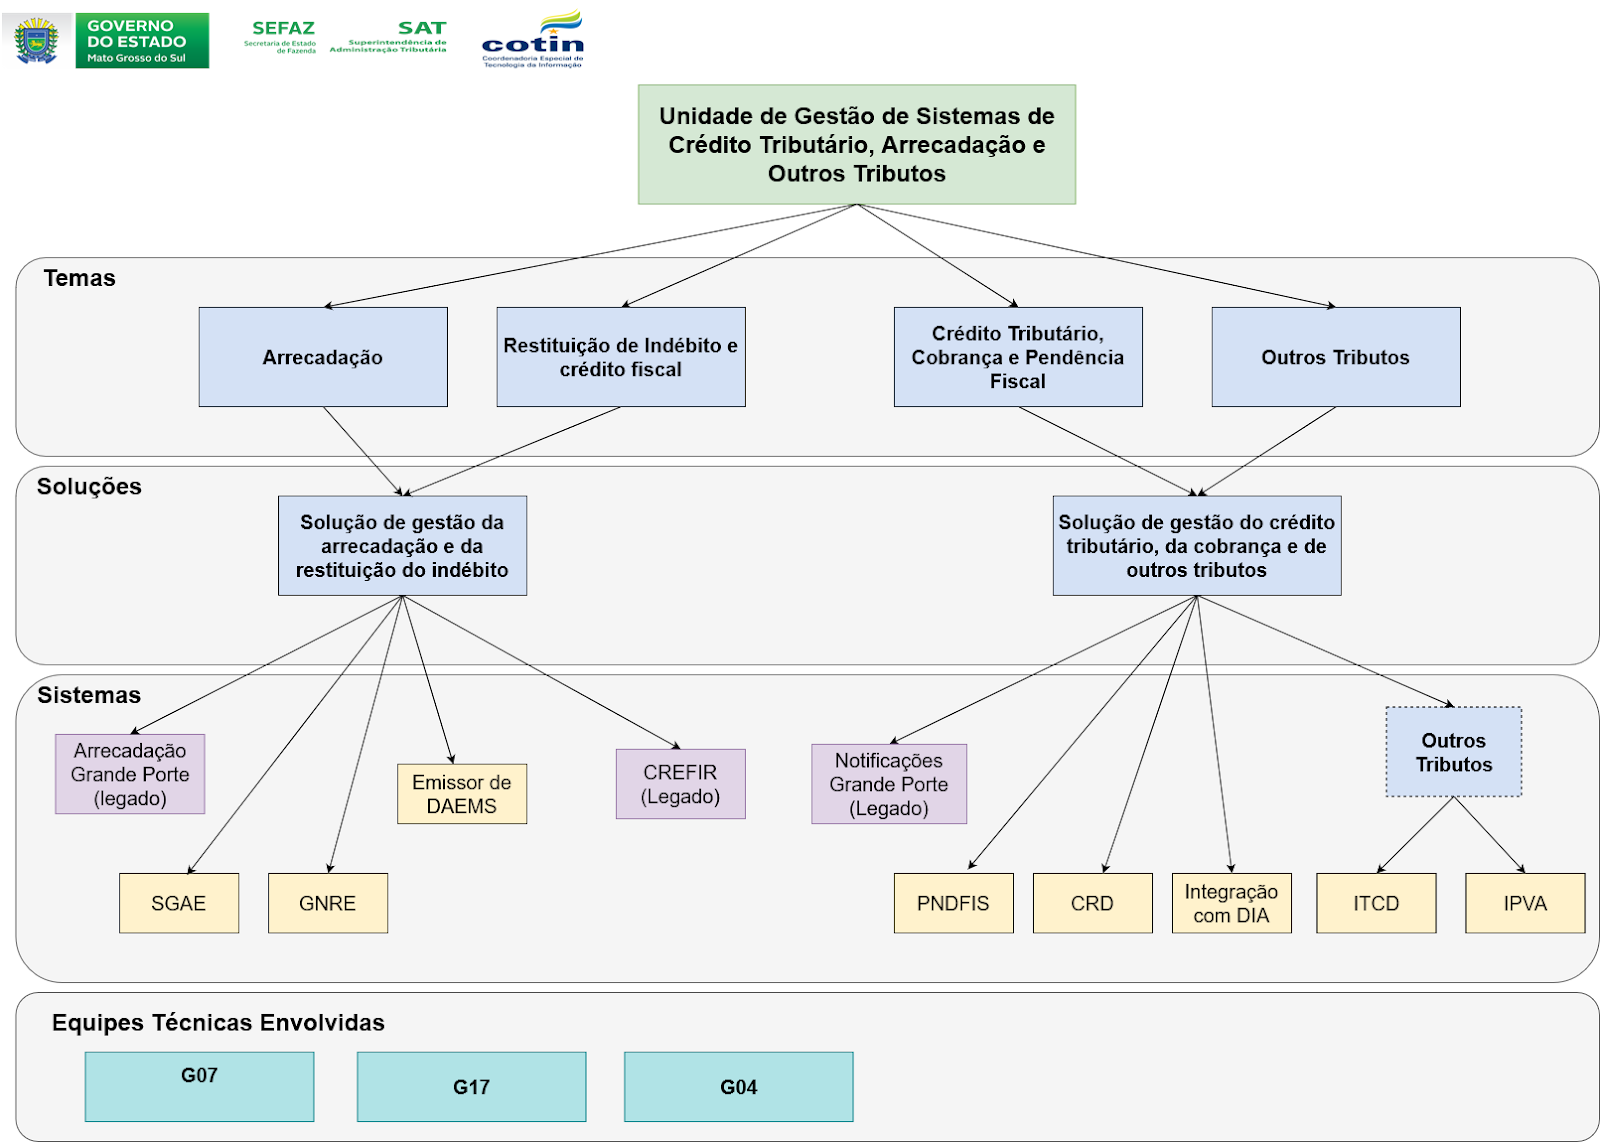 GOVERNO
DO ESTADO
Mato Grosso do Sul
SEFAZ
Secretaria de Estado
de Fazenda
SAT
Superintendência de
Administração Tributária
cotin
Coordenadoria Especial de
Tecnologia da Informação
Unidade de Gestão de Sistemas de
Crédito Tributário, Arrecadação e
Outros Tributos
Temas
Arrecadação
Restituição de Indébito e
crédito fiscal
Crédito Tributário,
Cobrança e Pendência
Fiscal
Outros Tributos
Soluções
Solução de gestão da
arrecadação e da
restituição do indébito
Solução de gestão do crédito
tributário, da cobrança e de
outros tributos
Sistemas
Arrecadação
Grande Porte
(legado)
Emissor de
DAEMS
CREFIR
(Legado)
Notificações
Grande Porte
(Legado)
Outros
Tributos
SGAE
GNRE
PNDFIS
CRD
Integração
com DIA
ITCD
IPVA
Equipes Técnicas Envolvidas
G07
G17
G04